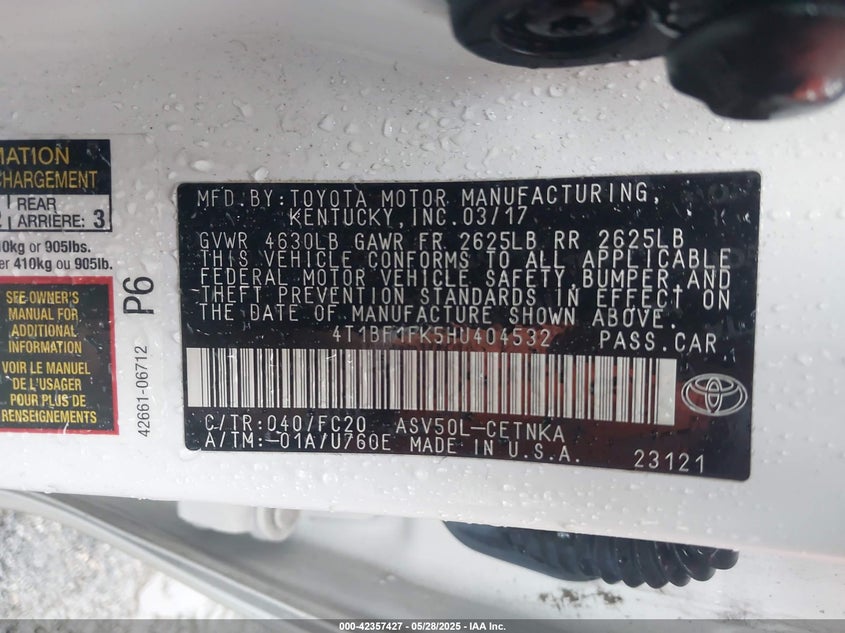 MATION
CHARGEMENT
REAR
ARRIÈRE: 3
0kg or 905lbs.
er 410kg ou 905lb.
SEE OWNER'S
MANUAL FOR
ADDITIONAL
INFORMATION
VOIR LE MANUEL
DE L'USAGER
POUR PLUS DE
RENSEIGNEMENTS
P6
42661-06712
MFD.BY:TOYOTA MOTOR MANUFACTURING,
KENTUCKY,INC.03/17
GVWR 4630LB GAWR FR 2625LB RR 2625LB
THIS VEHICLE CONFORMS TO ALL APPLICABLE
FEDERAL MOTOR VEHICLE SAFETY,BUMPER,AND
THEFT PREVENTION STANDARDS IN EFFECT ON
THE DATE OF MANUFACTURE SHOWN ABOVE.
4T1BF1FK5HU404532 PASS.CAR
C/TR:040/FC20 ASV50L-CETNKA
A/TM:-01A/U760E MADE IN U.S.A.
23121
000-42357427 - 05/28/2025 - IAA Inc.